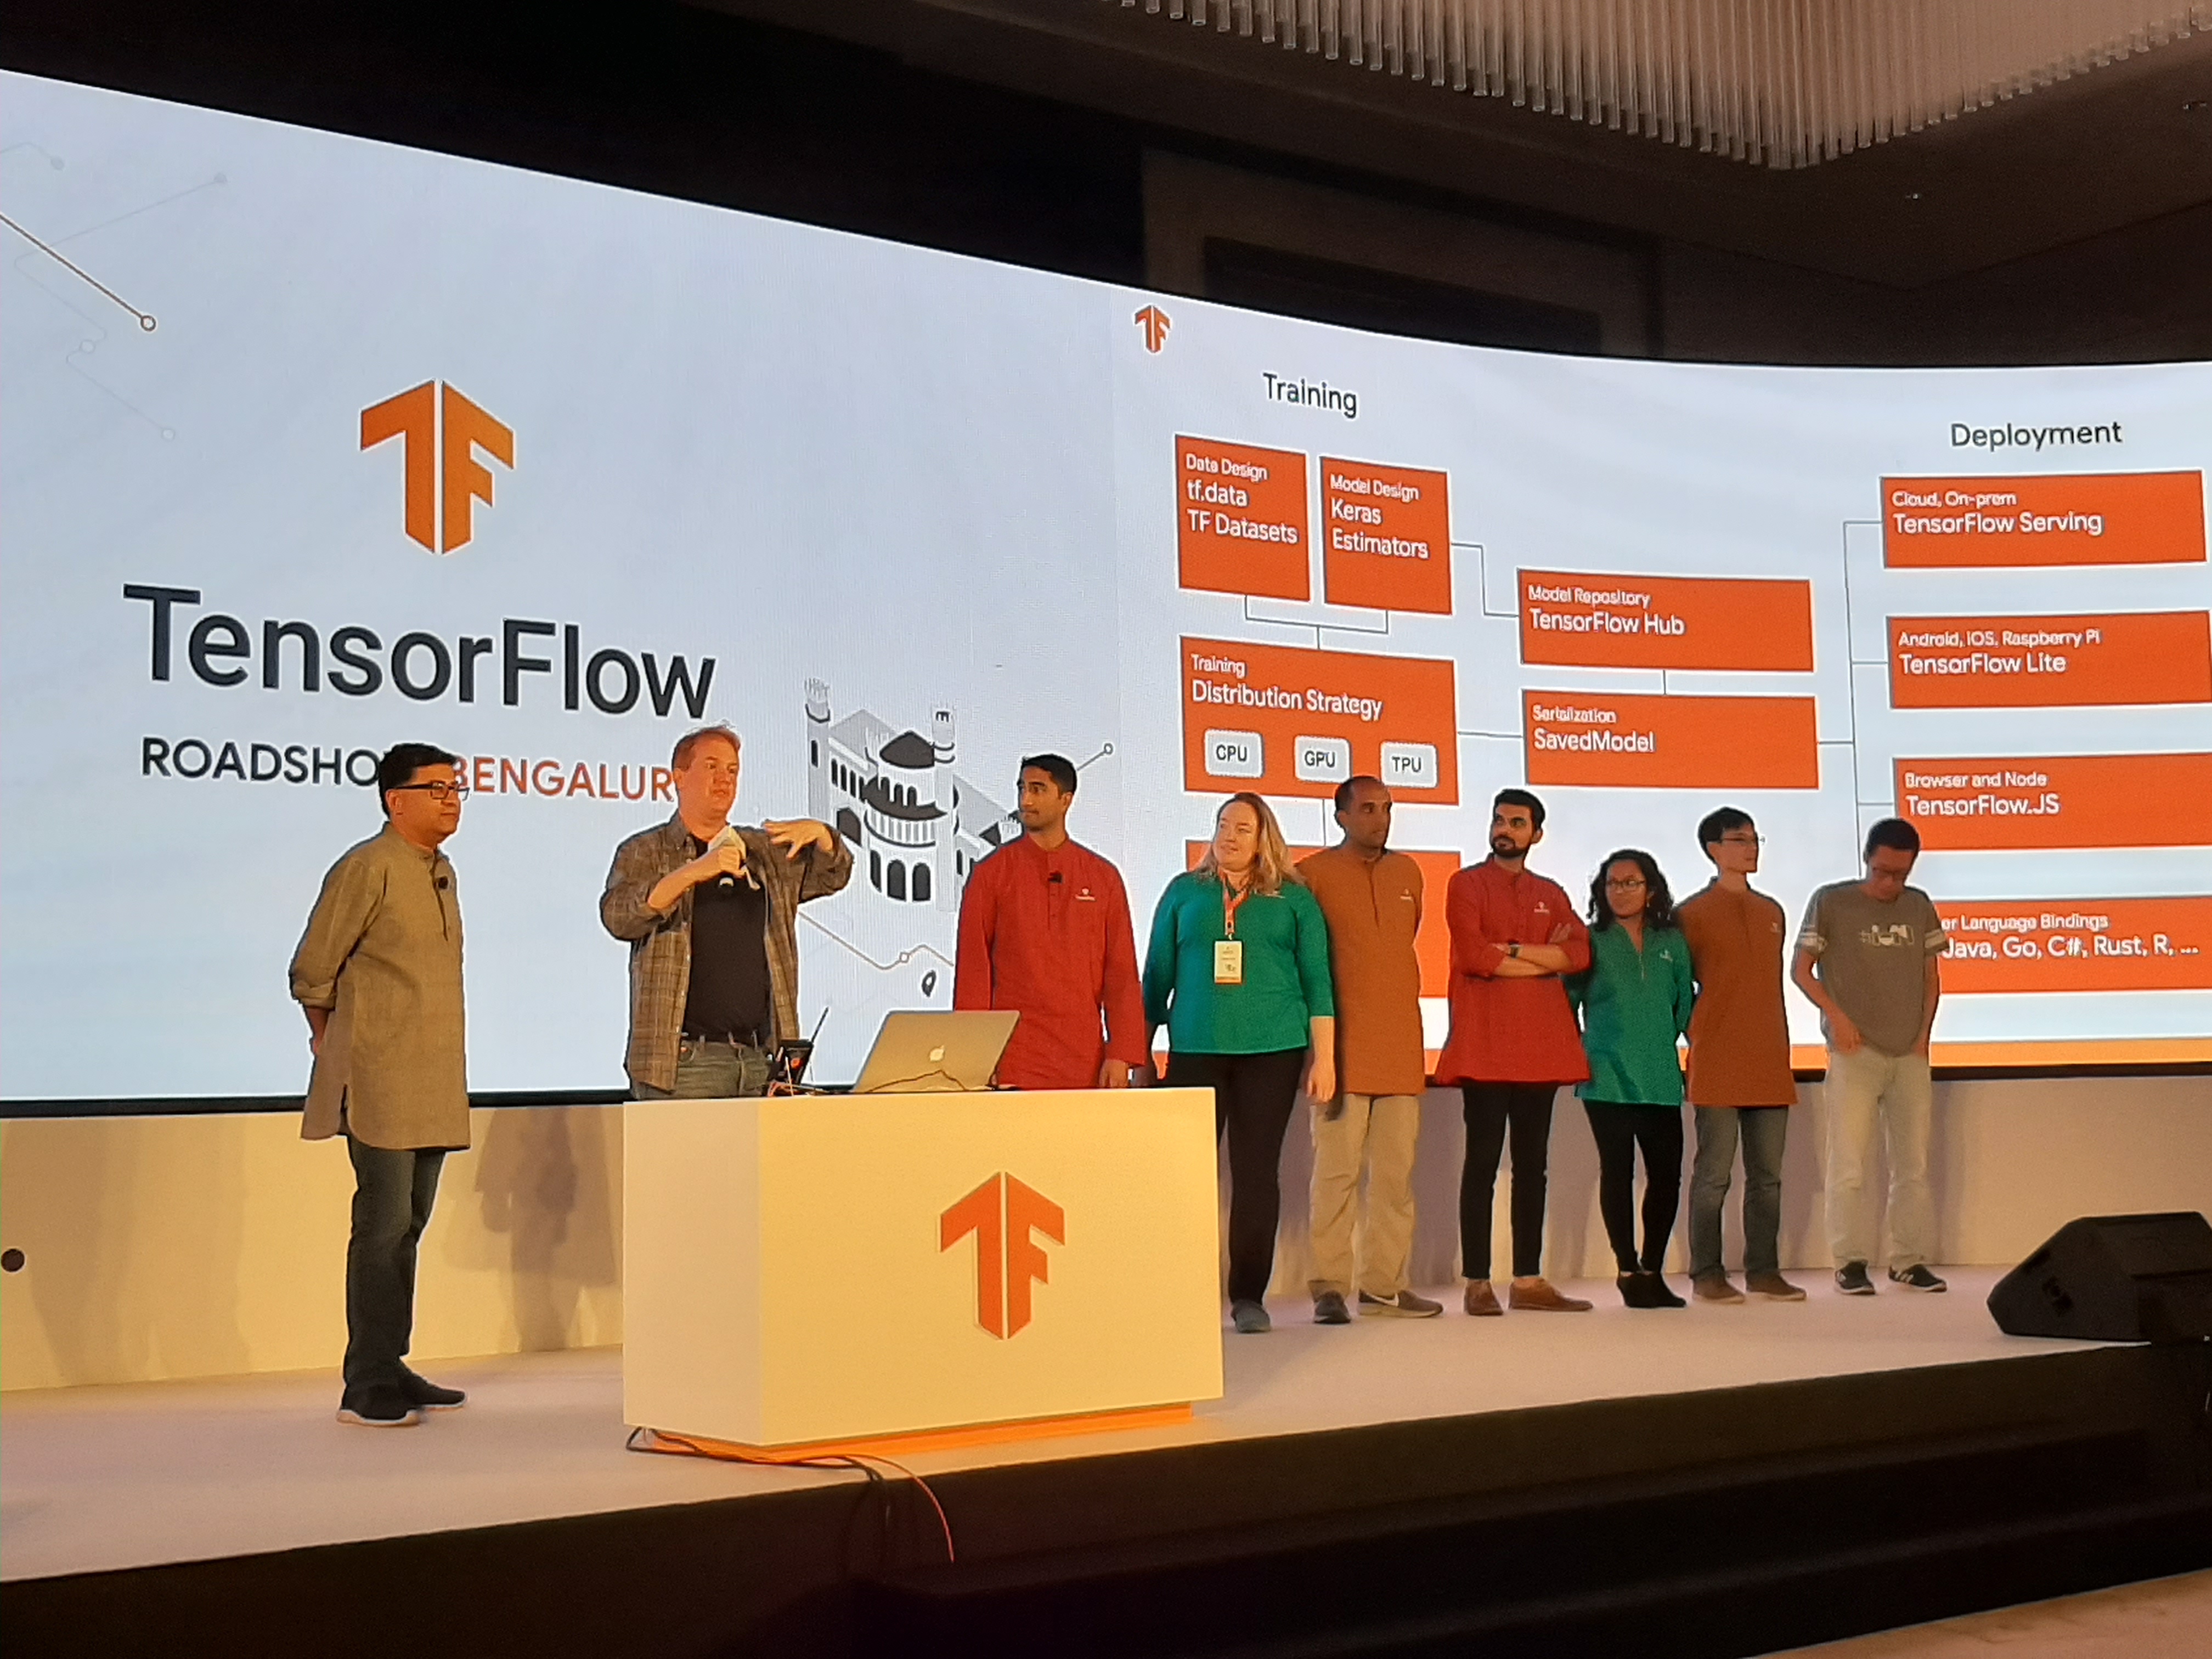 TensorFlow
ROADSHO BENGALUR
Training
Data Design
tf.data
TF Datasets
Model Design
Keras
Estimators
Training
Distribution Strategy
CPU
GPU
TPU
Model Repository
TensorFlow Hub
Serialization
SavedModel
Deployment
Cloud, On-prem
TensorFlow Serving
Android, iOS, Raspberry Pi
TensorFlow Lite
Browser and Node
TensorFlow.JS
er Language Bindings
Java, Go, C#, Rust, R, ...